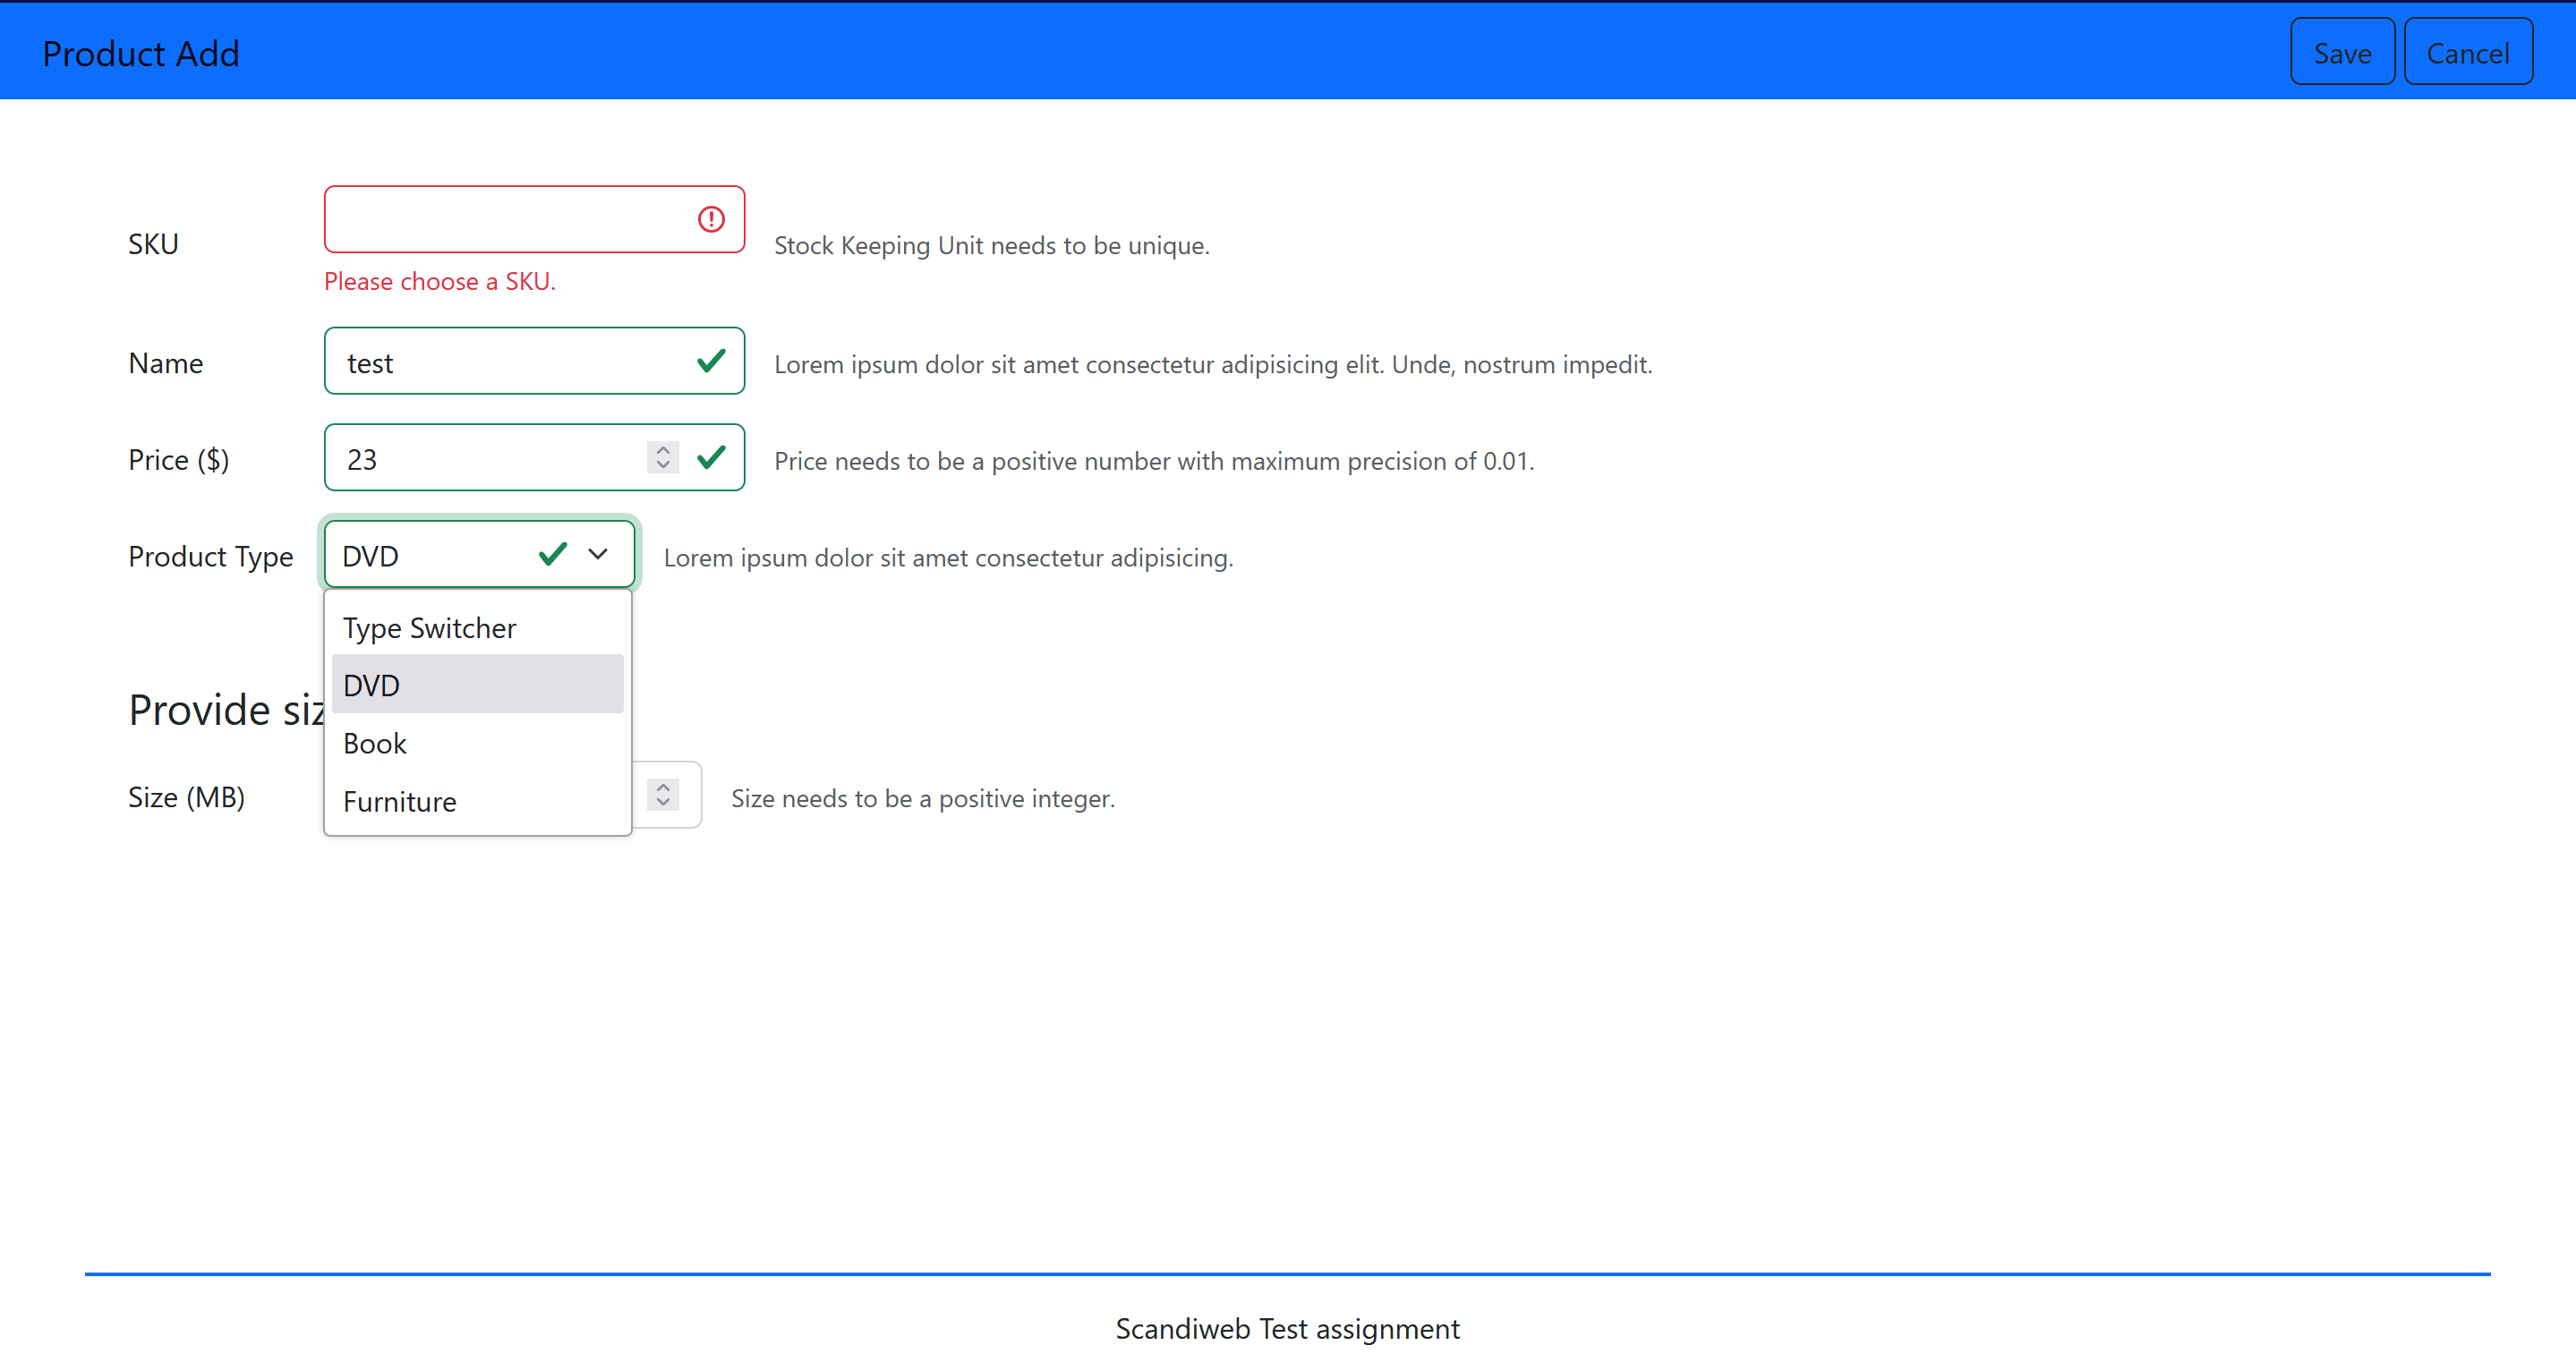 Product Add
Save
Cancel
SKU
Stock Keeping Unit needs to be unique.
Please choose a SKU.
Name
test
Lorem ipsum dolor sit amet consectetur adipisicing elit. Unde, nostrum impedit.
Price ($)
23
Price needs to be a positive number with maximum precision of 0.01.
Product Type
DVD
Lorem ipsum dolor sit amet consectetur adipisicing.
Type Switcher
DVD
Book
Furniture
Provide
Size (MB)
Size needs to be a positive integer.
Scandiweb Test assignment